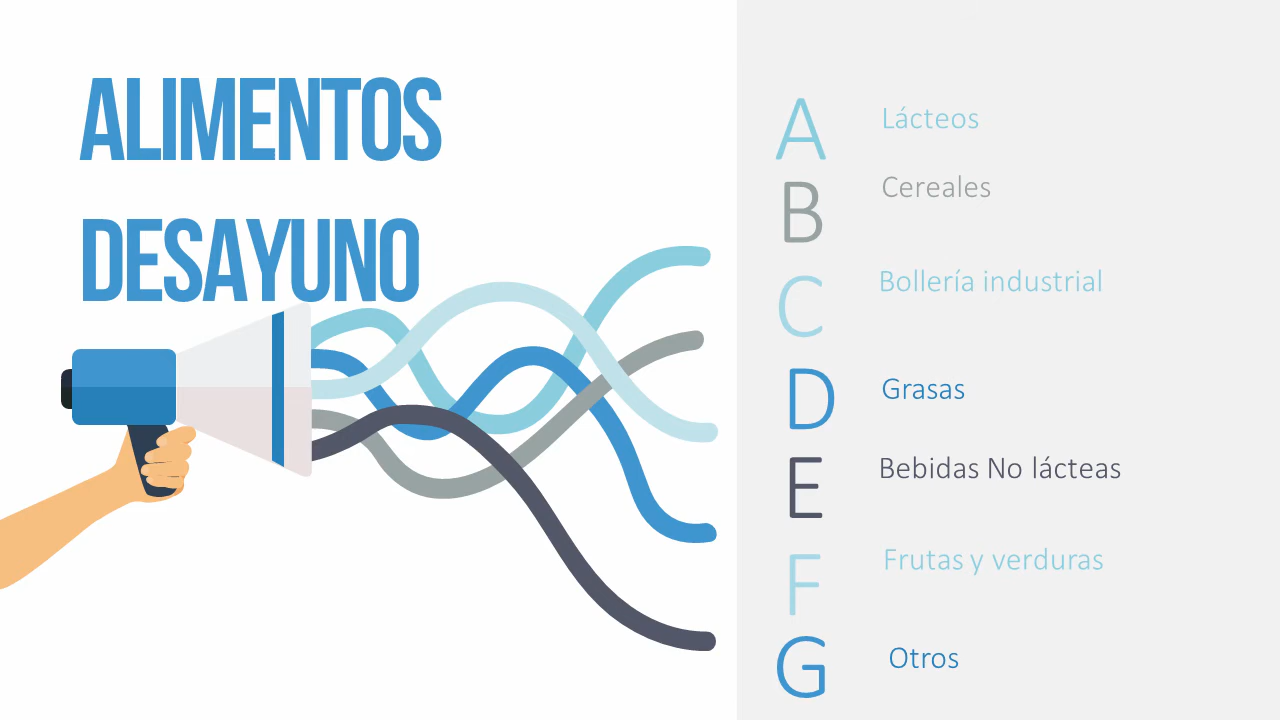 ALIMENTOS
DESAYUNO
A Lácteos
B Cereales
C Bollería industrial
D Grasas
E Bebidas No lácteas
F Frutas y verduras
G Otros